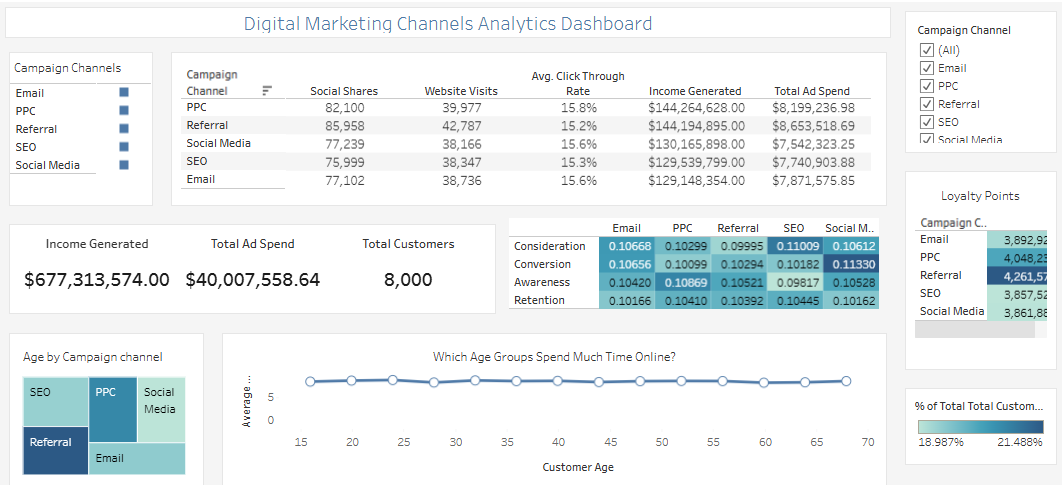 Digital Marketing Channels Analytics Dashboard
Campaign Channels
Email
PPC
Referral
SEO
Social Media
Campaign Channel Social Shares Website Visits Avg. Click Through Rate Income Generated Total Ad Spend
PPC 82,100 39,977 15.8% $144,264,628.00 $8,199,236.98
Referral 85,958 42,787 15.2% $144,194,895.00 $8,653,518.69
Social Media 77,239 38,166 15.6% $130,165,898.00 $7,542,323.25
SEO 75,999 38,347 15.3% $129,539,799.00 $7,740,903.88
Email 77,102 38,736 15.6% $129,148,354.00 $7,871,575.85
Campaign Channel
(All)
Email
PPC
Referral
SEO
Social Media
Income Generated Total Ad Spend Total Customers
$677,313,574.00 $40,007,558.64 8,000
Email PPC Referral SEO Social M..
Consideration 0.10668 0.10299 0.09995 0.11009 0.10612
Conversion 0.10656 0.10099 0.10294 0.10182 0.11330
Awareness 0.10420 0.10869 0.10521 0.09817 0.10528
Retention 0.10166 0.10410 0.10392 0.10445 0.10162
Loyalty Points
Campaign C..
Email 3,892,92
PPC 4,048,23
Referral 4,261,57
SEO 3,857,52
Social Media 3,861,88
Age by Campaign channel
SEO
PPC
Social Media
Referral
Email
Which Age Groups Spend Much Time Online?
Average ...
5
0
15 20 25 30 35 40 45 50 55 60 65 70
Customer Age
% of Total Total Custom...
18.987% 21.488%